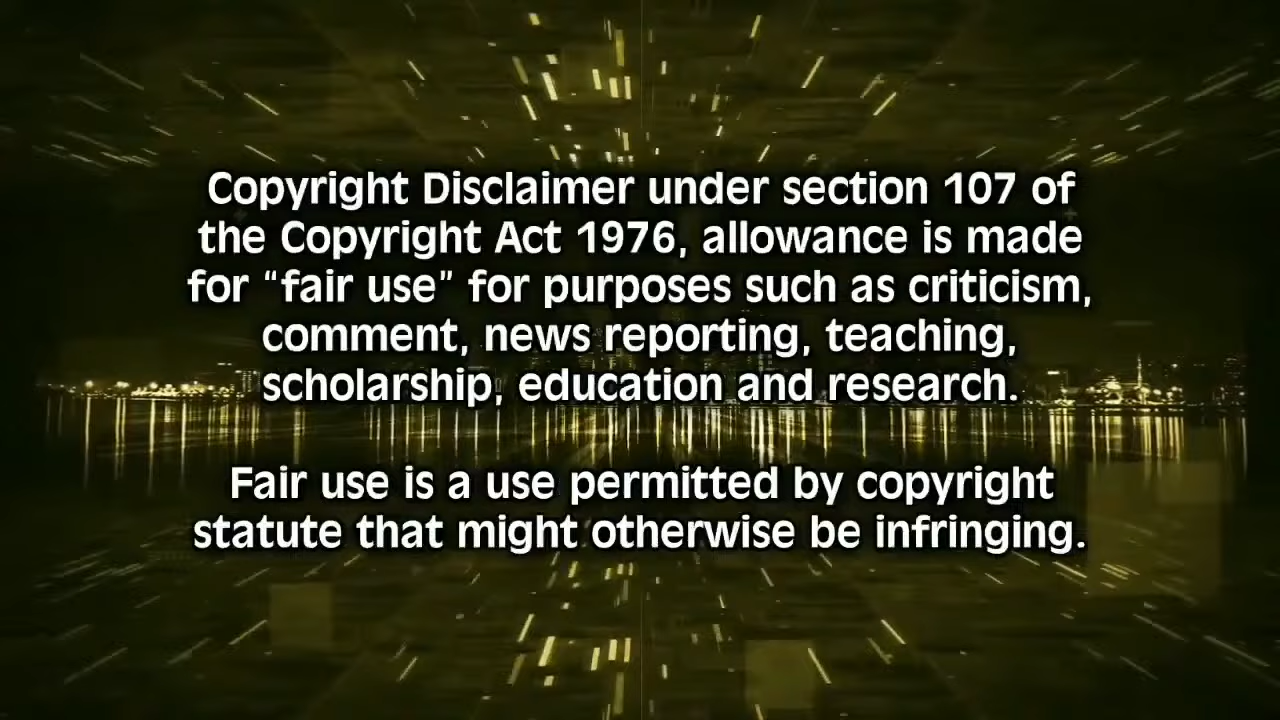 Copyright Disclaimer under section 107 of
the Copyright Act 1976, allowance is made
for “fair use” for purposes such as criticism,
comment, news reporting, teaching,
scholarship, education and research.
Fair use is a use permitted by copyright
statute that might otherwise be infringing.